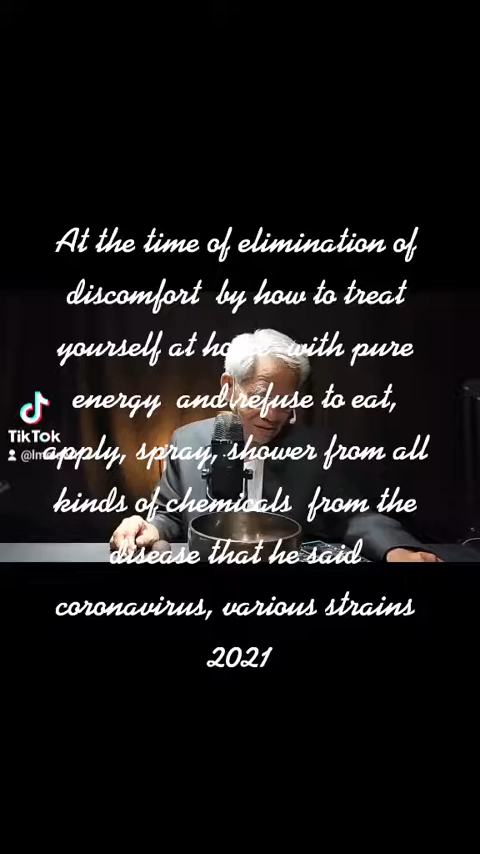 At the time of elimination of
discomfort by how to treat
yourself at home with pure
energy and refuse to eat,
apply, spray, shower from all
kinds of chemicals from the
disease that he said
coronavirus, various strains
2021
TikTok